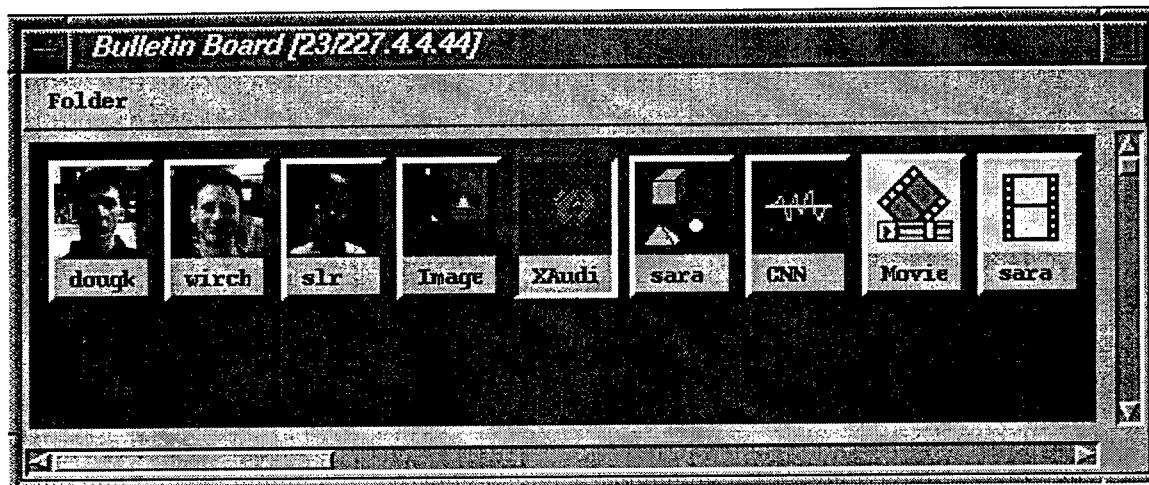 Bulletin Board [23/227.4.4.44]
Folder
dougk wirch slr Image XAudi sara CNN Movie sara